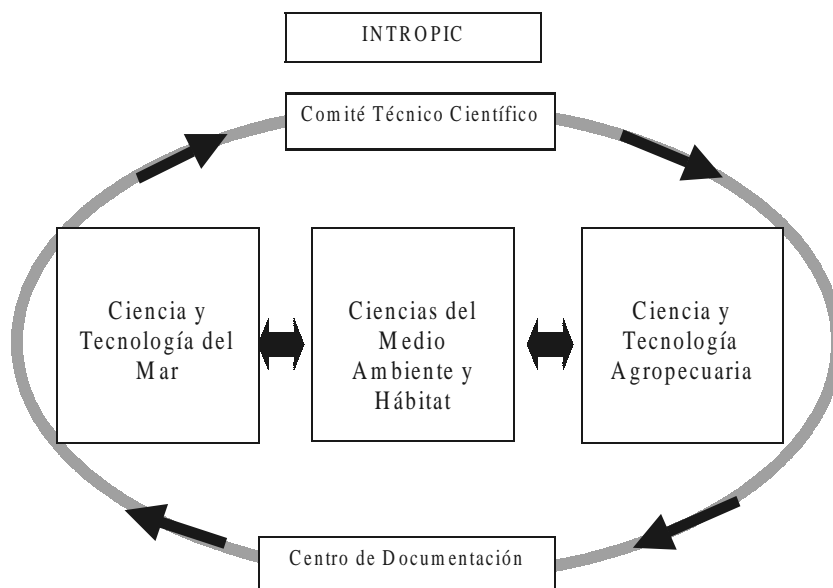 INTROPIC
Comité Técnico Científico
Ciencia y
Tecnología del
Mar
Ciencias del
Medio
Ambiente y
Hábitat
Ciencia y
Tecnología
Agropecuaria
Centro de Documentación